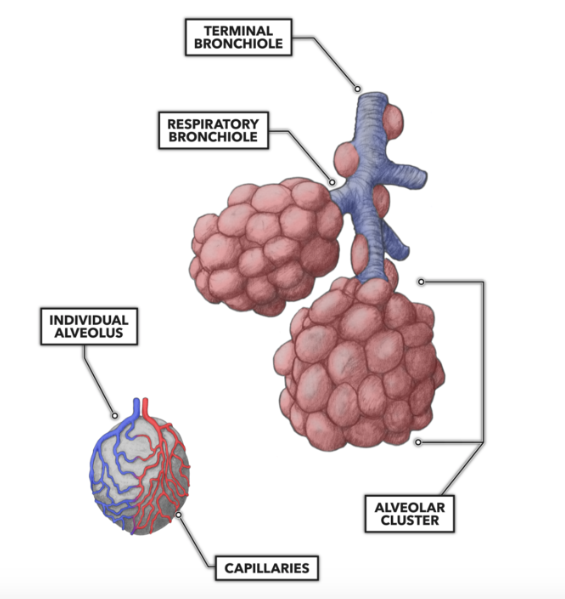 TERMINAL
BRONCHIOLE
RESPIRATORY
BRONCHIOLE
INDIVIDUAL
ALVEOLUS
ALVEOLAR
CLUSTER
CAPILLARIES